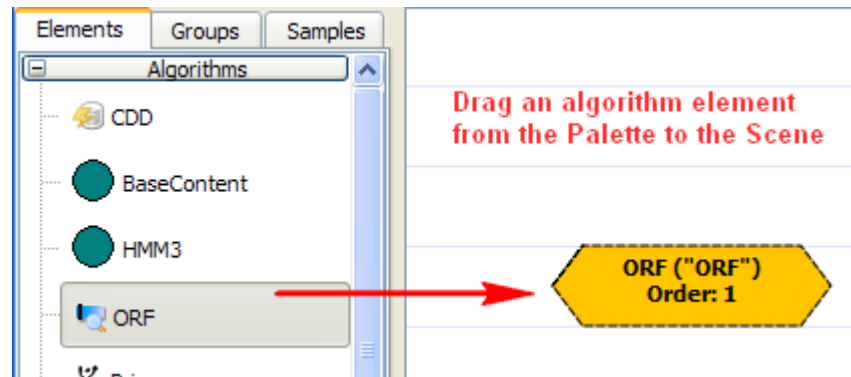 Elements Groups Samples
Algorithms
CDD
BaseContent
HMM3
ORF
Drag an algorithm element
from the Palette to the Scene
ORF ("ORF")
Order: 1